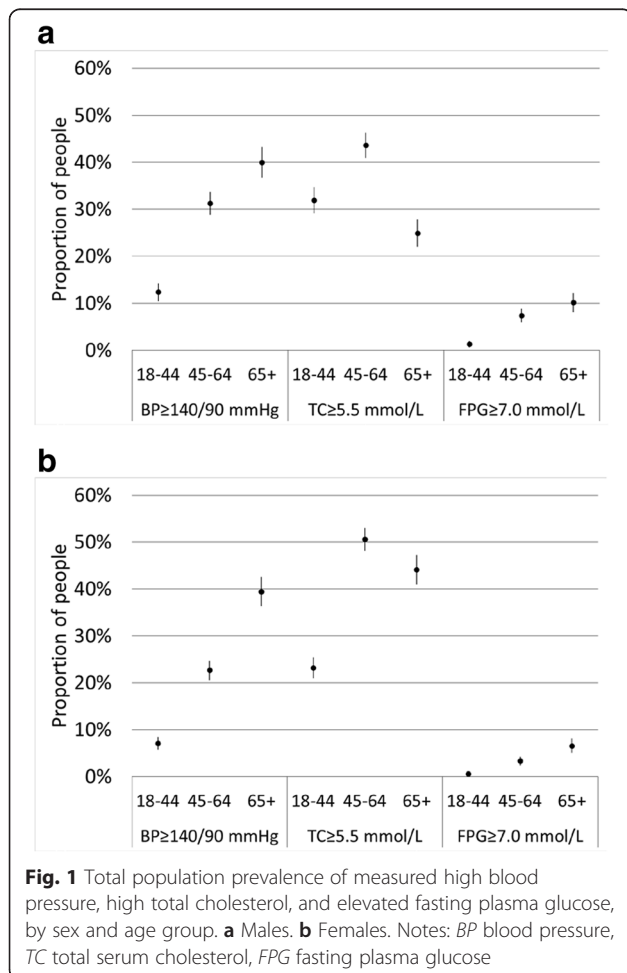 a
60%
50%
40%
30%
20%
10%
0%
Proportion of people
18-44 45-64 65+ 18-44 45-64 65+ 18-44 45-64 65+
BP≥140/90 mmHg TC≥5.5 mmol/L FPG≥7.0 mmol/L
b
60%
50%
40%
30%
20%
10%
0%
Proportion of people
18-44 45-64 65+ 18-44 45-64 65+ 18-44 45-64 65+
BP≥140/90 mmHg TC≥5.5 mmol/L FPG≥7.0 mmol/L
Fig. 1 Total population prevalence of measured high blood
pressure, high total cholesterol, and elevated fasting plasma glucose,
by sex and age group. a Males. b Females. Notes: BP blood pressure,
TC total serum cholesterol, FPG fasting plasma glucose